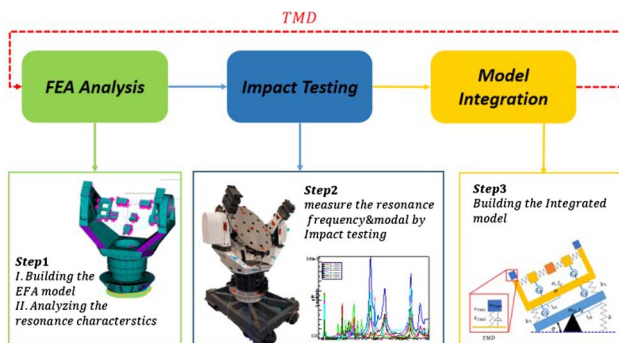 TMD
FEA Analysis
Impact Testing
Model
Integration
Step1
I. Building the
EFA model
II. Analyzing the
resonance characterstics
Step2
measure the resonance
frequency&modal by
Impact testing
Step3
Building the Integrated
model
TMD